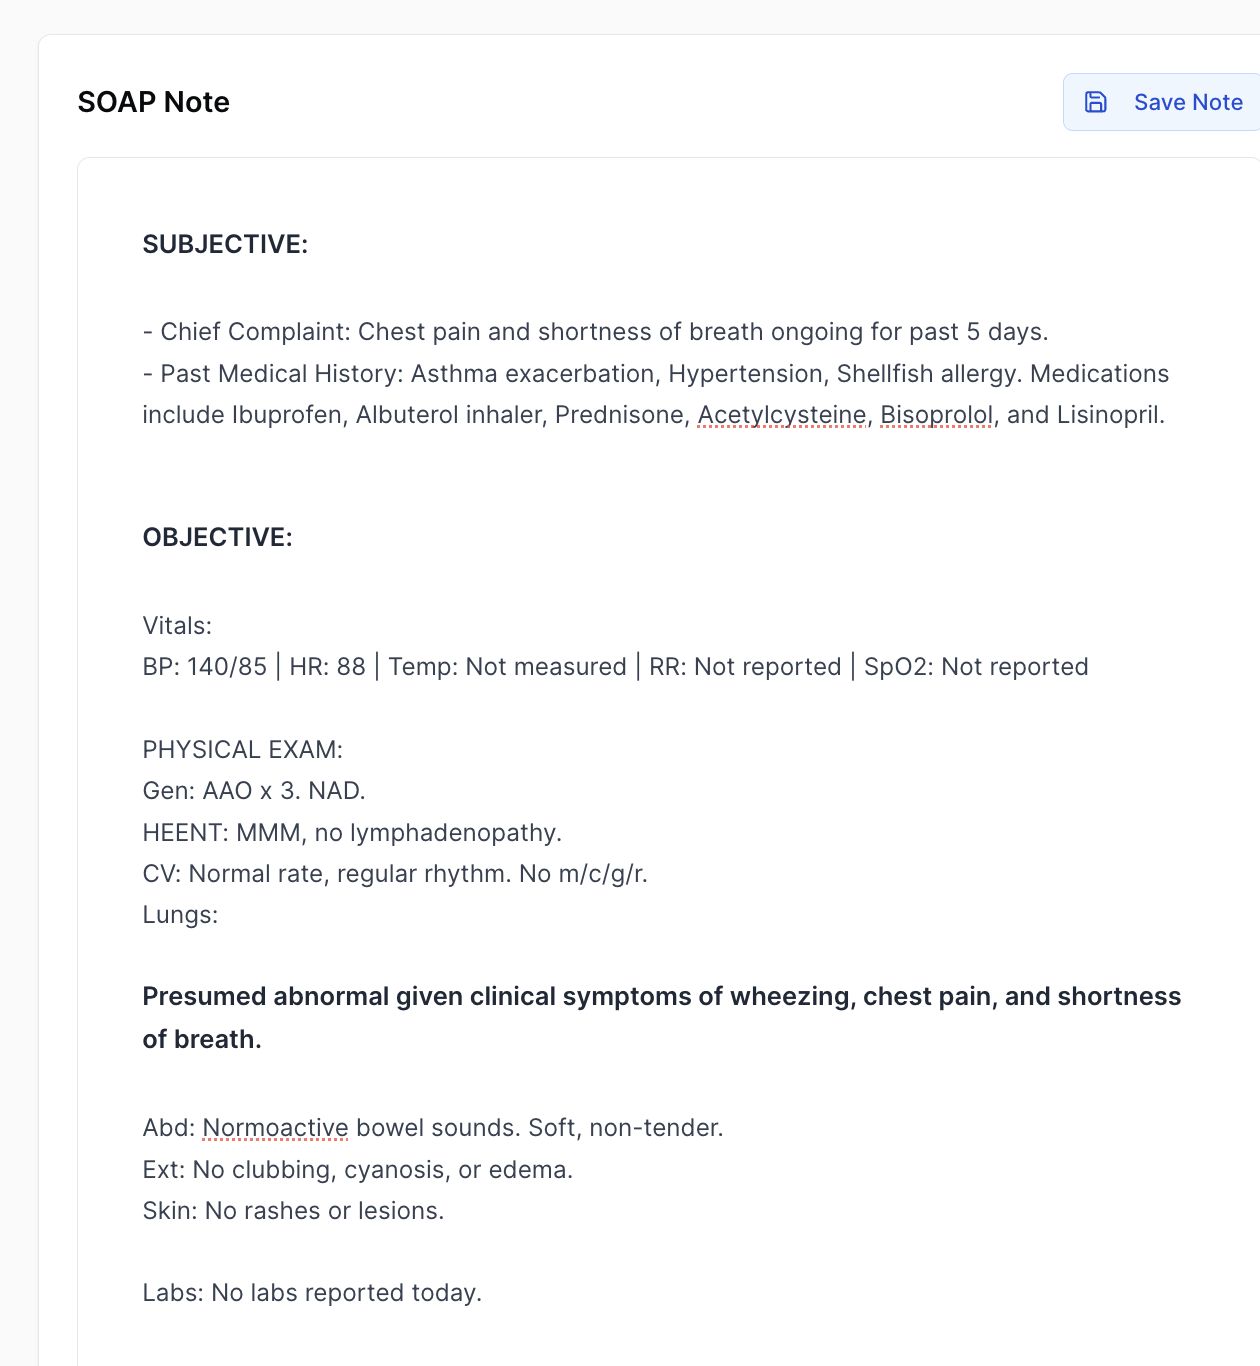 SOAP Note
Save Note
SUBJECTIVE:
- Chief Complaint: Chest pain and shortness of breath ongoing for past 5 days.
- Past Medical History: Asthma exacerbation, Hypertension, Shellfish allergy. Medications
include Ibuprofen, Albuterol inhaler, Prednisone, Acetylcysteine, Bisoprolol, and Lisinopril.
OBJECTIVE:
Vitals:
BP: 140/85 | HR: 88 | Temp: Not measured | RR: Not reported | SpO2: Not reported
PHYSICAL EXAM:
Gen: AAO x 3. NAD.
HEENT: MMM, no lymphadenopathy.
CV: Normal rate, regular rhythm. No m/c/g/r.
Lungs:
Presumed abnormal given clinical symptoms of wheezing, chest pain, and shortness
of breath.
Abd: Normoactive bowel sounds. Soft, non-tender.
Ext: No clubbing, cyanosis, or edema.
Skin: No rashes or lesions.
Labs: No labs reported today.